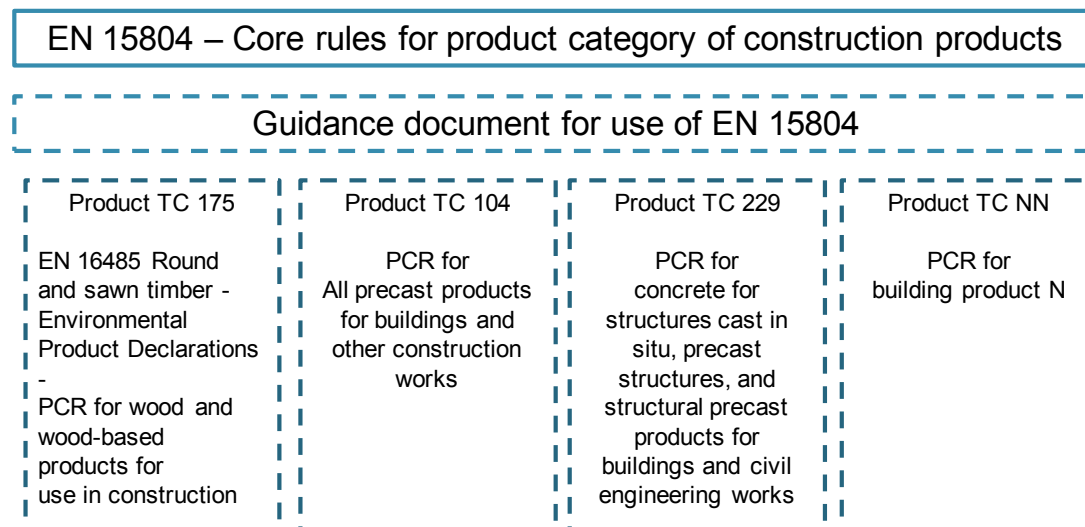 EN 15804 – Core rules for product category of construction products
Guidance document for use of EN 15804
Product TC 175
EN 16485 Round
and sawn timber -
Environmental
Product Declarations
-
PCR for wood and
wood-based
products for
use in construction
Product TC 104
PCR for
All precast products
for buildings and
other construction
works
Product TC 229
PCR for
concrete for
structures cast in
situ, precast
structures, and
structural precast
products for
buildings and civil
engineering works
Product TC NN
PCR for
building product N